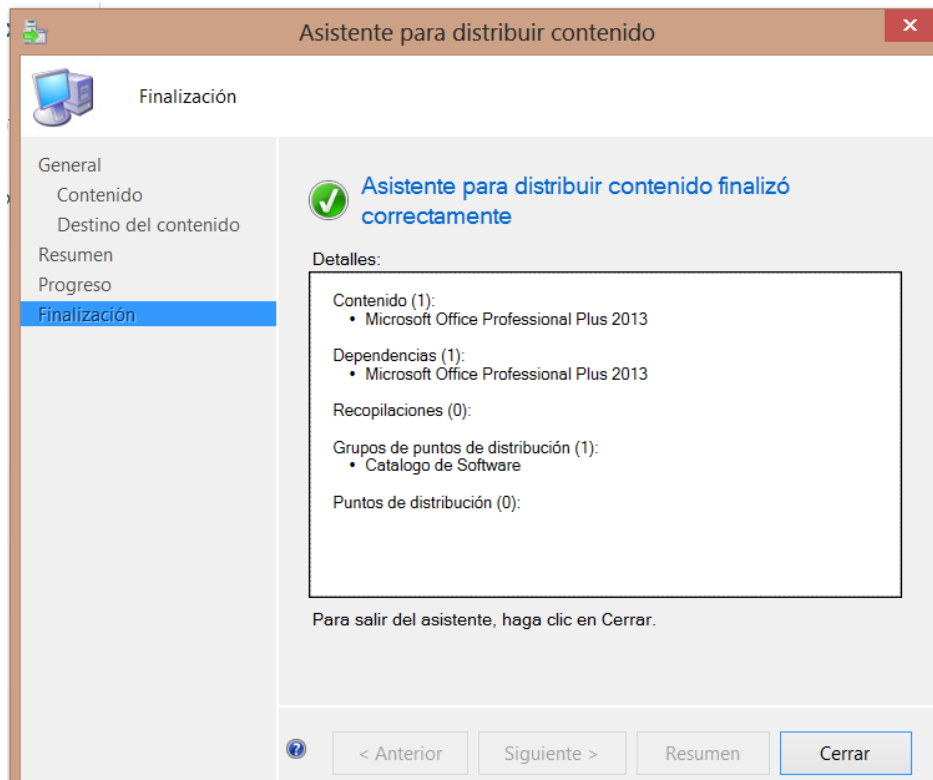 Asistente para distribuir contenido
Finalización
General
Contenido
Destino del contenido
Resumen
Progreso
Finalización
Asistente para distribuir contenido finalizó
correctamente
Detalles:
Contenido (1):
• Microsoft Office Professional Plus 2013
Dependencias (1):
• Microsoft Office Professional Plus 2013
Recopilaciones (0):
Grupos de puntos de distribución (1):
• Catalogo de Software
Puntos de distribución (0):
Para salir del asistente, haga clic en Cerrar.
< Anterior
Siguiente >
Resumen
Cerrar